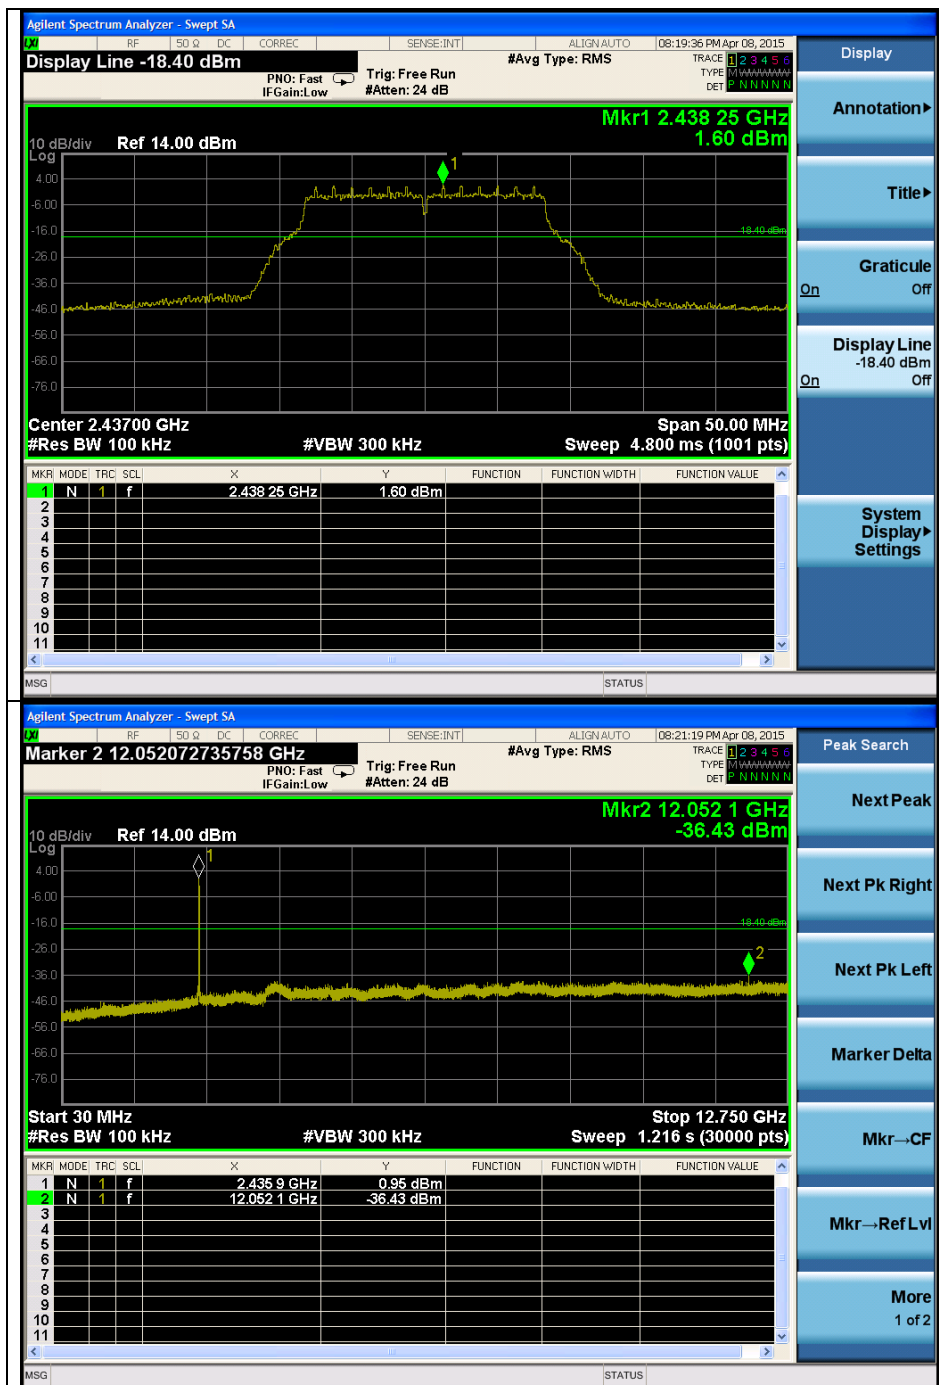 Agilent Spectrum Analyzer - Swept SA
LXI RF 50 Ω DC CORREC SENSE:INT ALIGNAUTO 08:19:36 PM Apr 08, 2015
Display Line -18.40 dBm
#Avg Type: RMS
TRACE 1 2 3 4 5 6
PNO: Fast Trig: Free Run TYPE M
IFGain:Low #Atten: 24 dB DET P N N N N N
Mkr1 2.438 25 GHz
1.60 dBm
10 dB/div Ref 14.00 dBm
Log
1
4.00
-6.00
-16.0
-18.40 dBm
-26.0
-36.0
-46.0
-56.0
-66.0
-76.0
Center 2.43700 GHz Span 50.00 MHz
#Res BW 100 kHz #VBW 300 kHz Sweep 4.800 ms (1001 pts)
MKR MODE TRC SCL X Y FUNCTION FUNCTION WIDTH FUNCTION VALUE
1 N 1 f 2.438 25 GHz 1.60 dBm
2
3
4
5
6
7
8
9
10
11
MSG STATUS
Display
Annotation
Title
Graticule
On Off
Display Line
-18.40 dBm
On Off
System
Display
Settings
Agilent Spectrum Analyzer - Swept SA
LXI RF 50 Ω DC CORREC SENSE:INT ALIGNAUTO 08:21:19 PM Apr 08, 2015
Marker 2 12.052072735758 GHz
#Avg Type: RMS
TRACE 1 2 3 4 5 6
PNO: Fast Trig: Free Run TYPE M
IFGain:Low #Atten: 24 dB DET P N N N N N
Mkr2 12.052 1 GHz
-36.43 dBm
10 dB/div Ref 14.00 dBm
Log
1
4.00
-6.00
-16.0
-18.40 dBm
-26.0
2
-36.0
-46.0
-56.0
-66.0
-76.0
Start 30 MHz Stop 12.750 GHz
#Res BW 100 kHz #VBW 300 kHz Sweep 1.216 s (30000 pts)
MKR MODE TRC SCL X Y FUNCTION FUNCTION WIDTH FUNCTION VALUE
1 N 1 f 2.435 9 GHz 0.95 dBm
2 N 1 f 12.052 1 GHz -36.43 dBm
3
4
5
6
7
8
9
10
11
MSG STATUS
Peak Search
Next Peak
Next Pk Right
Next Pk Left
Marker Delta
Mkr→CF
Mkr→Ref Lvl
More
1 of 2